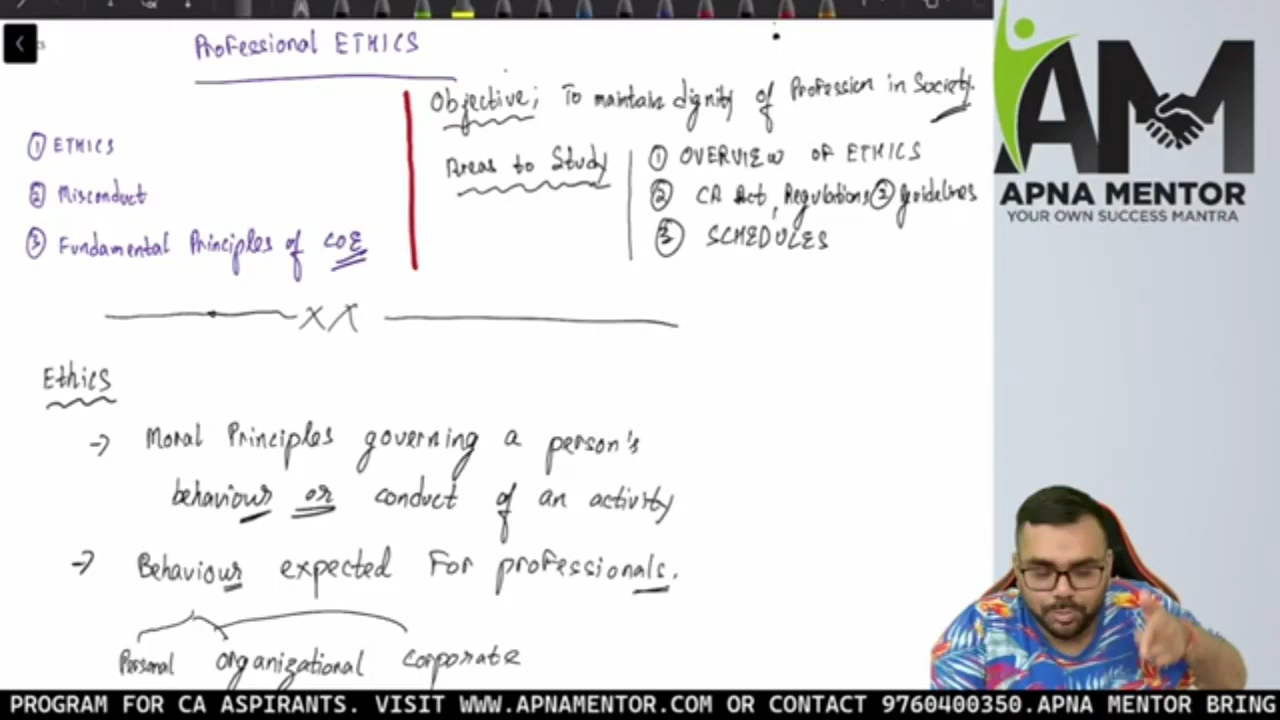 Professional ETHICS
① ETHICS
② Misconduct
③ Fundamental Principles of COE
Objective; To maintain dignity of Profession in Society.
Areas to Study
① OVERVIEW OF ETHICS
② CA Act, Regulations ② guidelines
③ SCHEDULES
XX
Ethics
→ Moral Principles governing a person's
behaviour or conduct of an activity
→ Behaviour expected For professionals.
Personal organizational corporate
AM
APNA MENTOR
YOUR OWN SUCCESS MANTRA
PROGRAM FOR CA ASPIRANTS. VISIT WWW.APNAMENTOR.COM OR CONTACT 9760400350.APNA MENTOR BRING